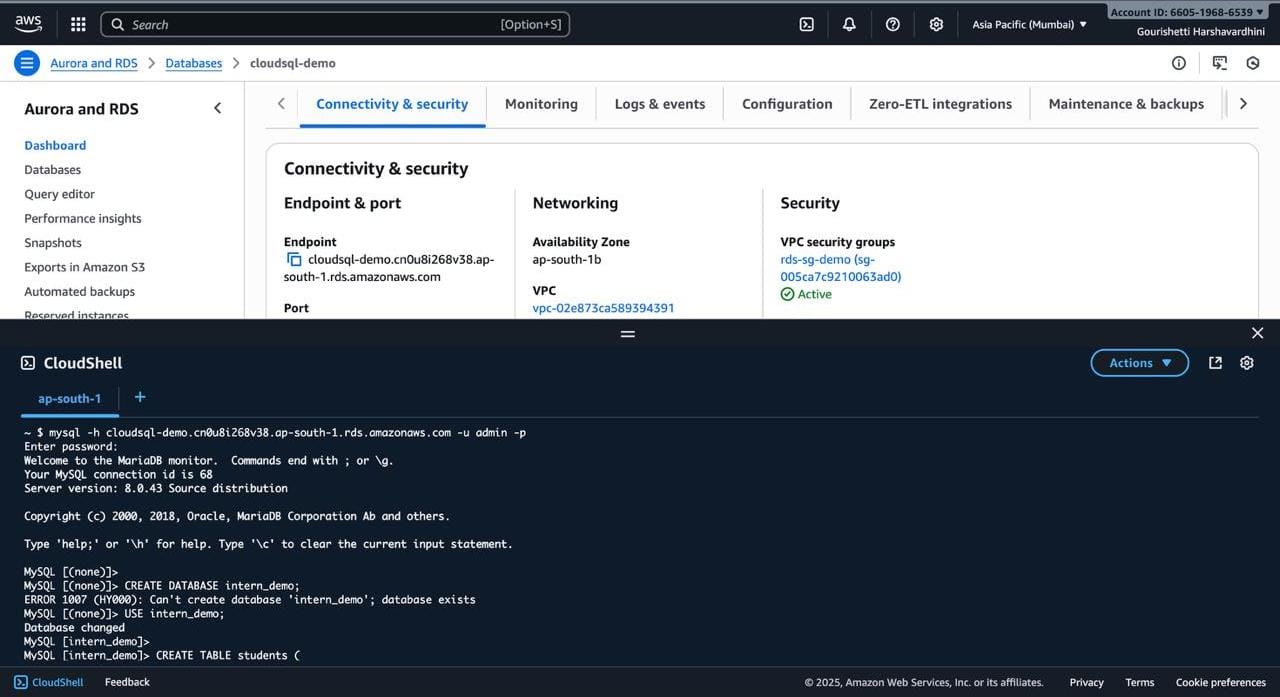 aws
Search [Option+S]
Asia Pacific (Mumbai)
Account ID: 6605-1968-6539
Gourishetti Harshavardhini
Aurora and RDS > Databases > cloudsql-demo
Aurora and RDS
Dashboard
Databases
Query editor
Performance insights
Snapshots
Exports in Amazon S3
Automated backups
Reserved instances
Connectivity & security
Monitoring
Logs & events
Configuration
Zero-ETL integrations
Maintenance & backups
Connectivity & security
Endpoint & port
Endpoint
cloudsql-demo.cn0u8i268v38.ap-
south-1.rds.amazonaws.com
Port
Networking
Availability Zone
ap-south-1b
VPC
vpc-02e873ca589394391
Security
VPC security groups
rds-sg-demo (sg-
005ca7c9210063ad0)
Active
CloudShell
Actions
ap-south-1
~ $ mysql -h cloudsql-demo.cn0u8i268v38.ap-south-1.rds.amazonaws.com -u admin -p
Enter password:
Welcome to the MariaDB monitor.  Commands end with ; or \g.
Your MySQL connection id is 68
Server version: 8.0.43 Source distribution
Copyright (c) 2000, 2018, Oracle, MariaDB Corporation Ab and others.
Type 'help;' or '\h' for help. Type '\c' to clear the current input statement.
MySQL [(none)]>
MySQL [(none)]> CREATE DATABASE intern_demo;
ERROR 1007 (HY000): Can't create database 'intern_demo'; database exists
MySQL [(none)]> USE intern_demo;
Database changed
MySQL [intern_demo]>
MySQL [intern_demo]> CREATE TABLE students (
CloudShell
Feedback
© 2025, Amazon Web Services, Inc. or its affiliates.
Privacy
Terms
Cookie preferences